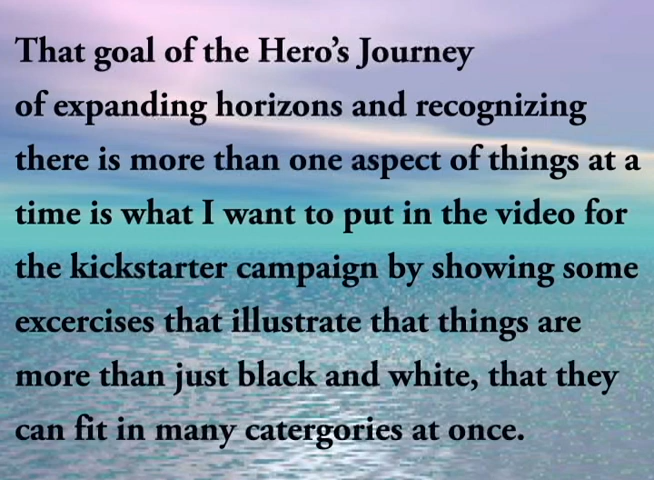 That goal of the Hero's Journey
of expanding horizons and recognizing
there is more than one aspect of things at a
time is what I want to put in the video for
the kickstarter campaign by showing some
excercises that illustrate that things are
more than just black and white, that they
can fit in many catergories at once.